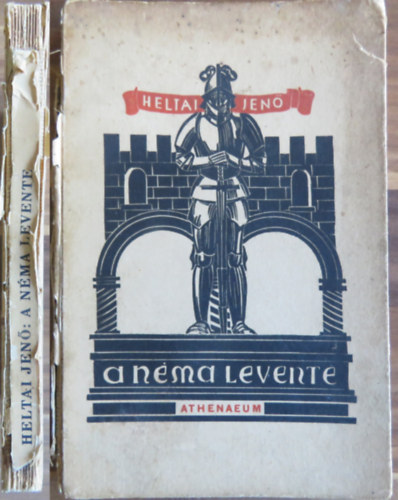 HELTAI JENŐ: A NÉMA LEVENTE
HELTAI JENŐ
a néma levente
ATHENAEUM